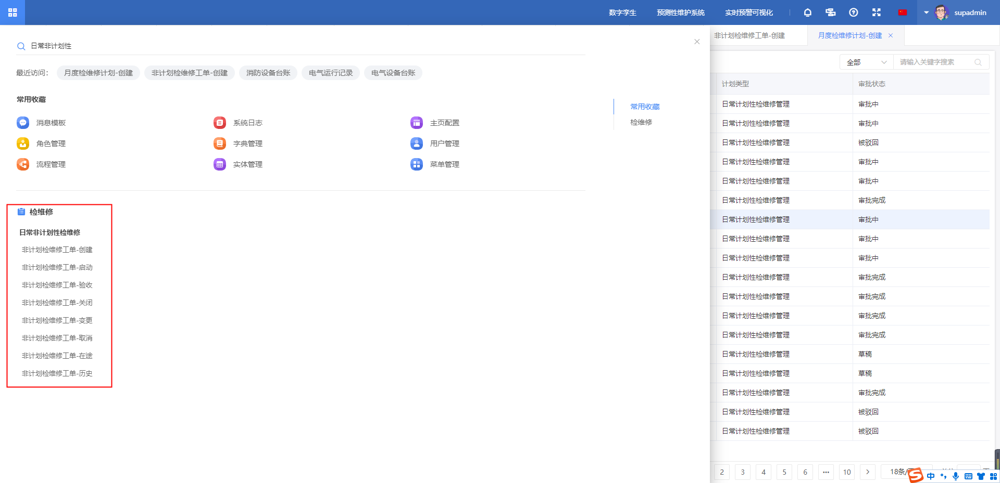 数字孪生
预测性维护系统
实时预警可视化
supadmin
日常非计划性
非计划检维修工单-创建
月度检维修计划-创建
最近访问：
月度检维修计划-创建
非计划检维修工单-创建
消防设备台账
电气运行记录
电气设备台账
全部
请输入关键字搜索
常用收藏
消息模板
系统日志
主页配置
角色管理
字典管理
用户管理
流程管理
实体管理
菜单管理
常用收藏
检维修
检维修
日常非计划性检维修
非计划检维修工单-创建
非计划检维修工单-启动
非计划检维修工单-验收
非计划检维修工单-关闭
非计划检维修工单-变更
非计划检维修工单-取消
非计划检维修工单-在途
非计划检维修工单-历史
计划类型 审批状态
日常计划性检维修管理 审批中
日常计划性检维修管理 审批中
日常计划性检维修管理 被驳回
日常计划性检维修管理 审批中
日常计划性检维修管理 审批中
日常计划性检维修管理 审批完成
日常计划性检维修管理 审批中
日常计划性检维修管理 审批中
日常计划性检维修管理 审批中
日常计划性检维修管理 审批完成
日常计划性检维修管理 审批完成
日常计划性检维修管理 审批完成
日常计划性检维修管理 审批完成
日常计划性检维修管理 草稿
日常计划性检维修管理 草稿
日常计划性检维修管理 审批完成
日常计划性检维修管理 被驳回
日常计划性检维修管理 被驳回
2 3 4 5 6 ••• 10 18条/
S 中